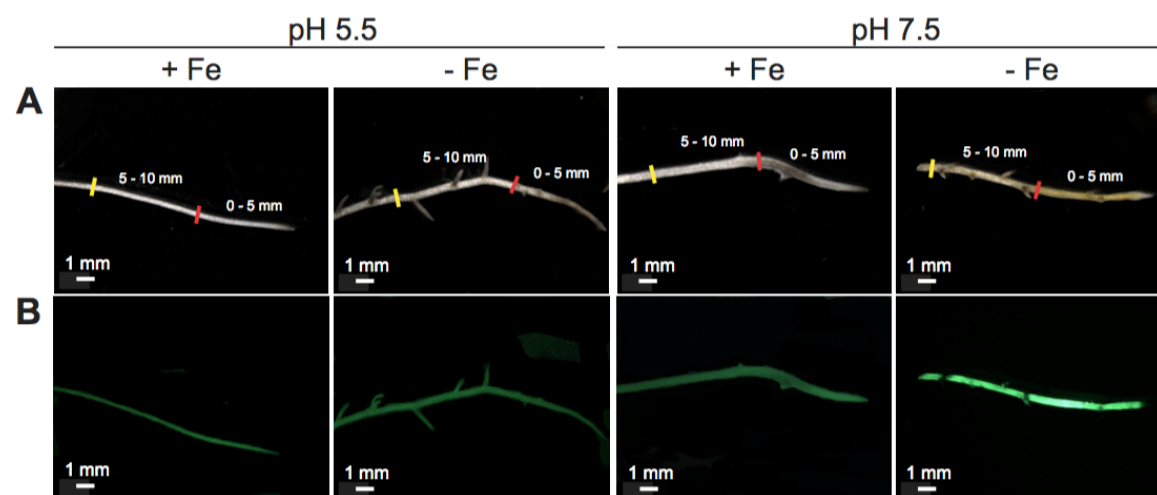 pH 5.5 pH 7.5
+ Fe - Fe + Fe - Fe
A
5 - 10 mm 0 - 5 mm 5 - 10 mm 0 - 5 mm 5 - 10 mm 0 - 5 mm 5 - 10 mm 0 - 5 mm
1 mm 1 mm 1 mm 1 mm
B
1 mm 1 mm 1 mm 1 mm